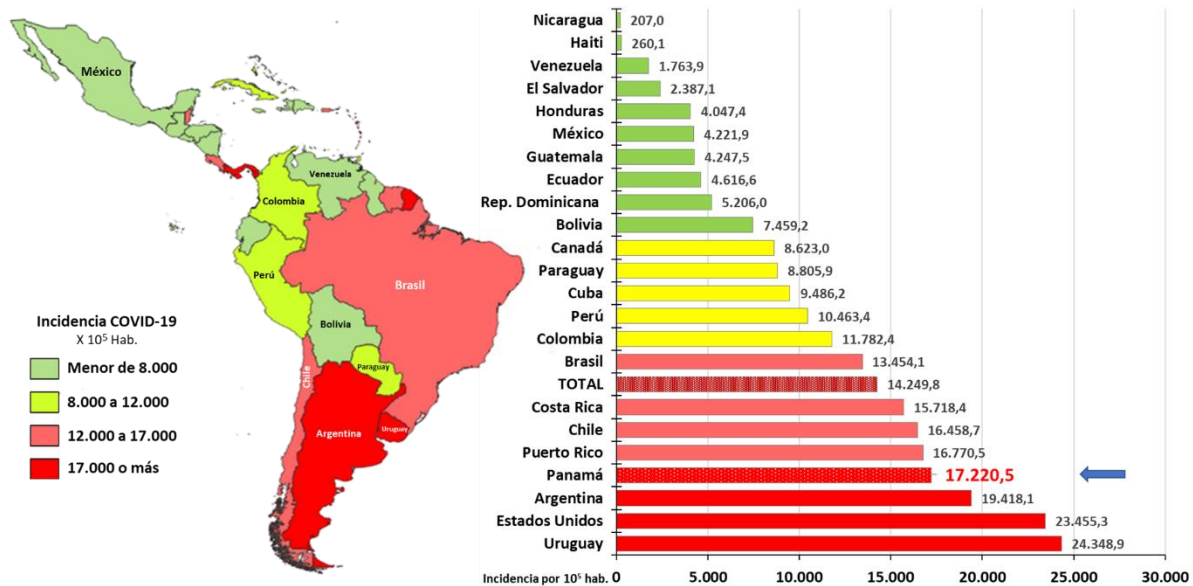 México
Venezuela
Colombia
Perú
Brasil
Bolivia
Paraguay
Chile
Argentina
Uruguay
Incidencia COVID-19
X 10⁵ Hab.
Menor de 8.000
8.000 a 12.000
12.000 a 17.000
17.000 o más
Nicaragua 207,0
Haiti 260,1
Venezuela 1.763,9
El Salvador 2.387,1
Honduras 4.047,4
México 4.221,9
Guatemala 4.247,5
Ecuador 4.616,6
Rep. Dominicana 5.206,0
Bolivia 7.459,2
Canadá 8.623,0
Paraguay 8.805,9
Cuba 9.486,2
Perú 10.463,4
Colombia 11.782,4
Brasil 13.454,1
TOTAL 14.249,8
Costa Rica 15.718,4
Chile 16.458,7
Puerto Rico 16.770,5
Panamá 17.220,5
Argentina 19.418,1
Estados Unidos 23.455,3
Uruguay 24.348,9
Incidencia por 10⁵ hab. 0 5.000 10.000 15.000 20.000 25.000 30.000